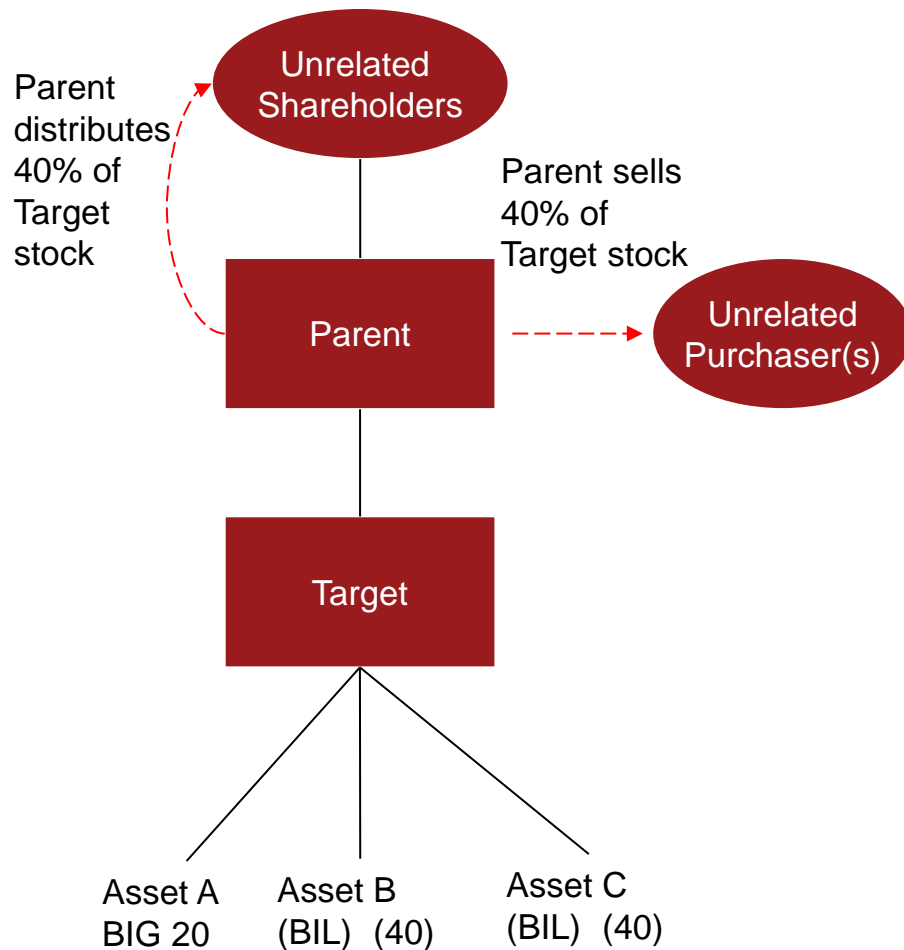 Unrelated
Shareholders
Parent
distributes
40% of
Target
stock
Parent sells
40% of
Target stock
Parent
Unrelated
Purchaser(s)
Target
Asset A
BIG 20
Asset B
(BIL) (40)
Asset C
(BIL) (40)